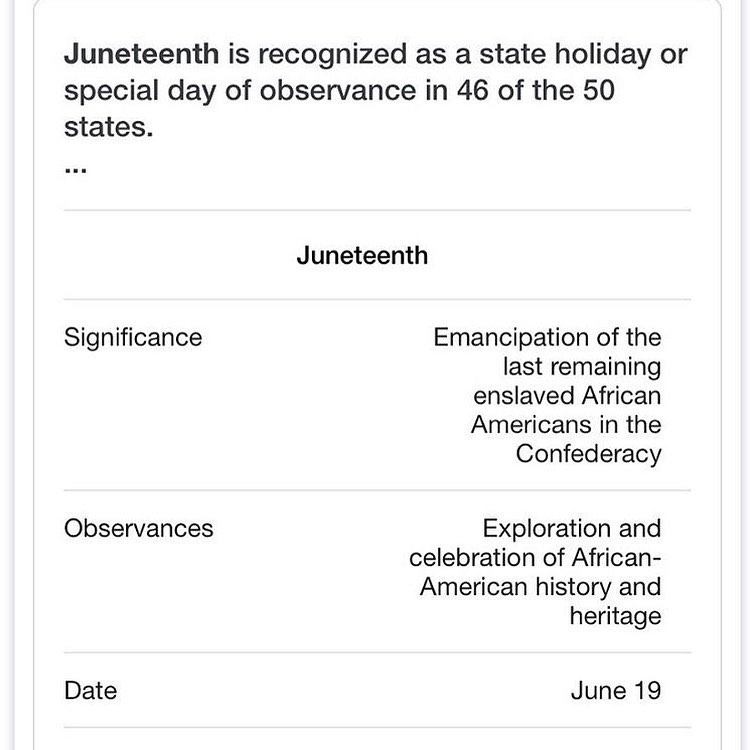 Juneteenth is recognized as a state holiday or
special day of observance in 46 of the 50
states.
...
Juneteenth
Significance
Emancipation of the
last remaining
enslaved African
Americans in the
Confederacy
Observances
Exploration and
celebration of African-
American history and
heritage
Date
June 19